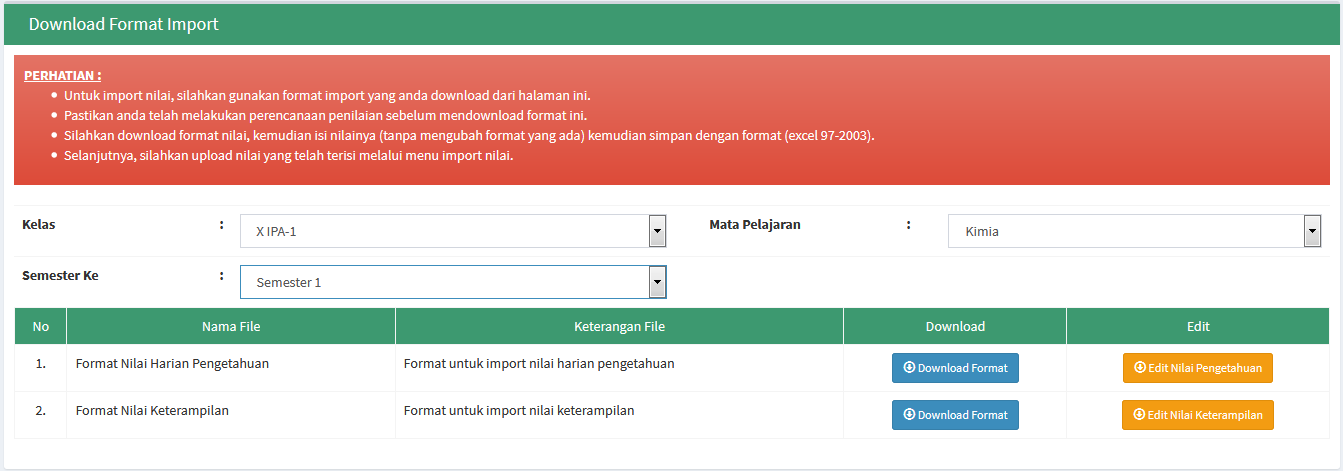 Download Format Import
PERHATIAN :
Untuk import nilai, silahkan gunakan format import yang anda download dari halaman ini.
Pastikan anda telah melakukan perencanaan penilaian sebelum mendownload format ini.
Silahkan download format nilai, kemudian isi nilainya (tanpa mengubah format yang ada) kemudian simpan dengan format (excel 97-2003).
Selanjutnya, silahkan upload nilai yang telah terisi melalui menu import nilai.
Kelas : X IPA-1 Mata Pelajaran : Kimia
Semester Ke : Semester 1
No Nama File Keterangan File Download Edit
1. Format Nilai Harian Pengetahuan Format untuk import nilai harian pengetahuan Download Format Edit Nilai Pengetahuan
2. Format Nilai Keterampilan Format untuk import nilai keterampilan Download Format Edit Nilai Keterampilan